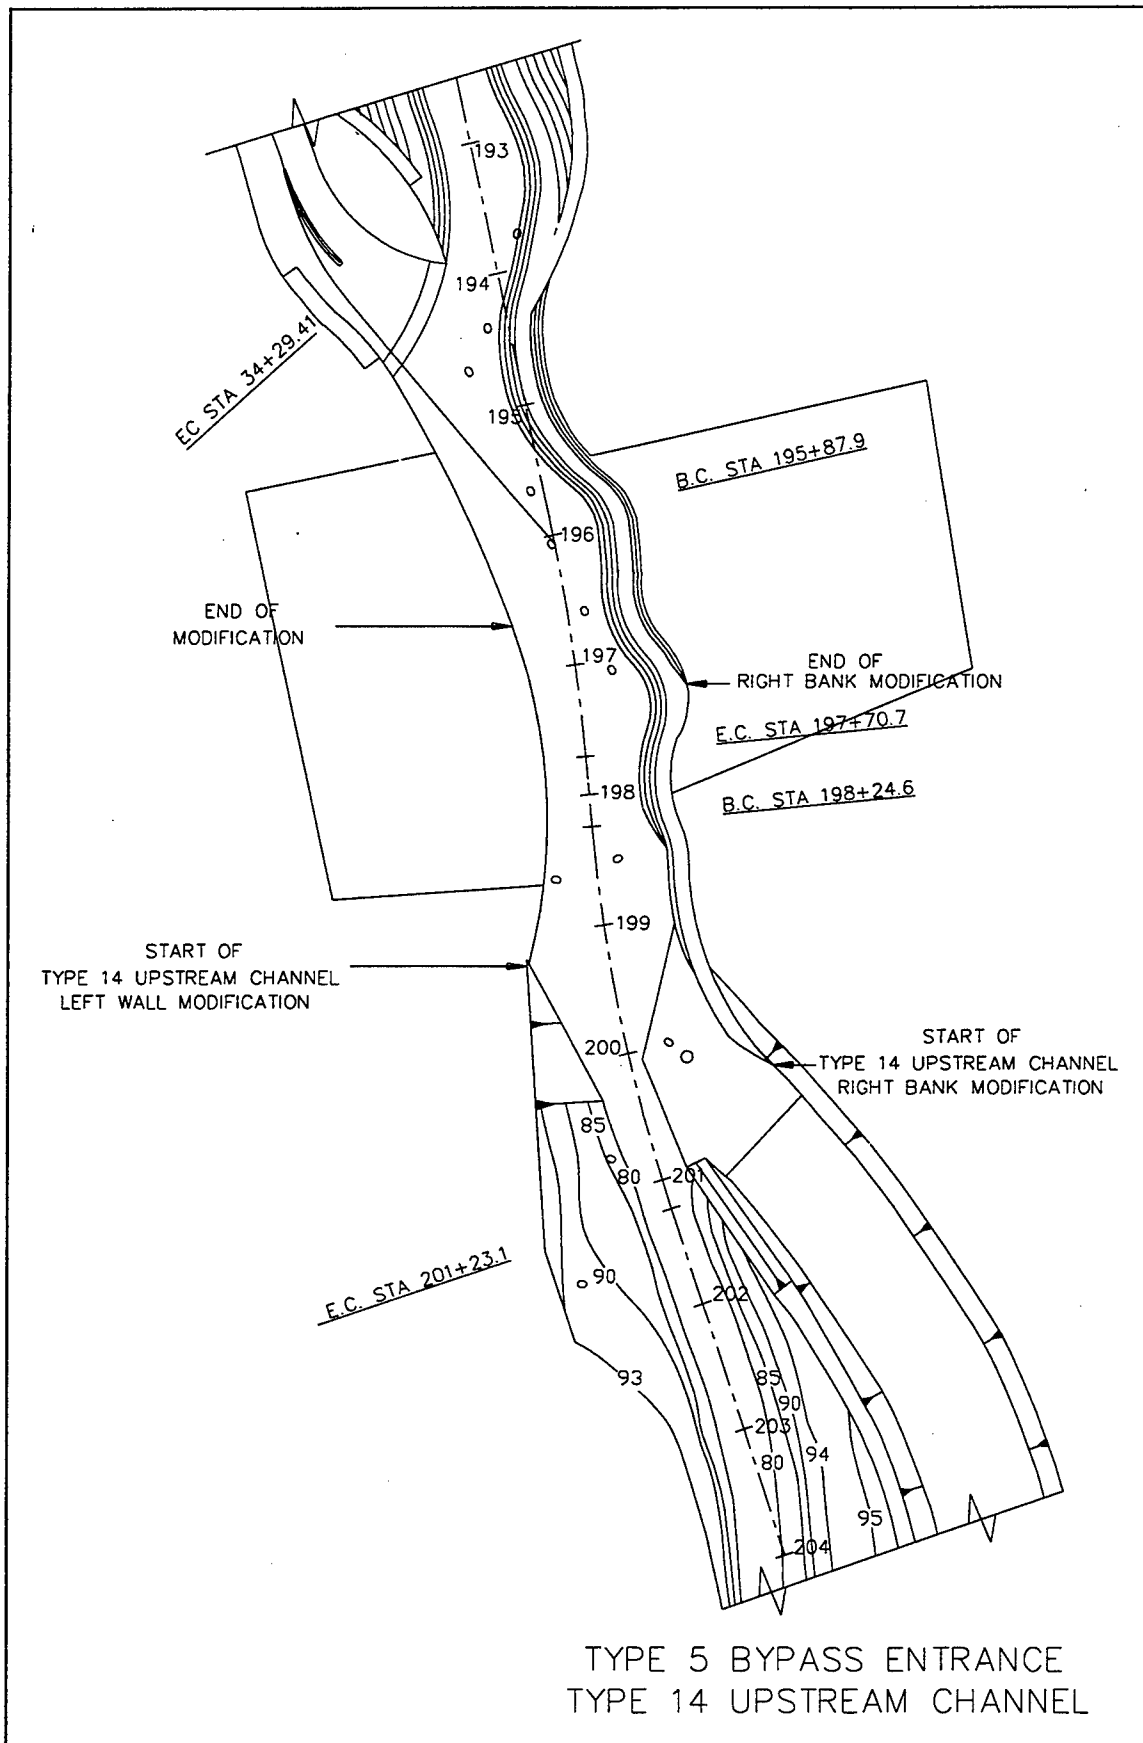 193
194
EC STA 34+29.41
195
B.C. STA 195+87.9
196
END OF
MODIFICATION
197
END OF
RIGHT BANK MODIFICATION
E.C. STA 197+70.7
198
B.C. STA 198+24.6
199
START OF
TYPE 14 UPSTREAM CHANNEL
LEFT WALL MODIFICATION
200
START OF
TYPE 14 UPSTREAM CHANNEL
RIGHT BANK MODIFICATION
85
80
201
E.C. STA 201+23.1
90
202
93
85
90
203
80
94
95
204
TYPE 5 BYPASS ENTRANCE
TYPE 14 UPSTREAM CHANNEL